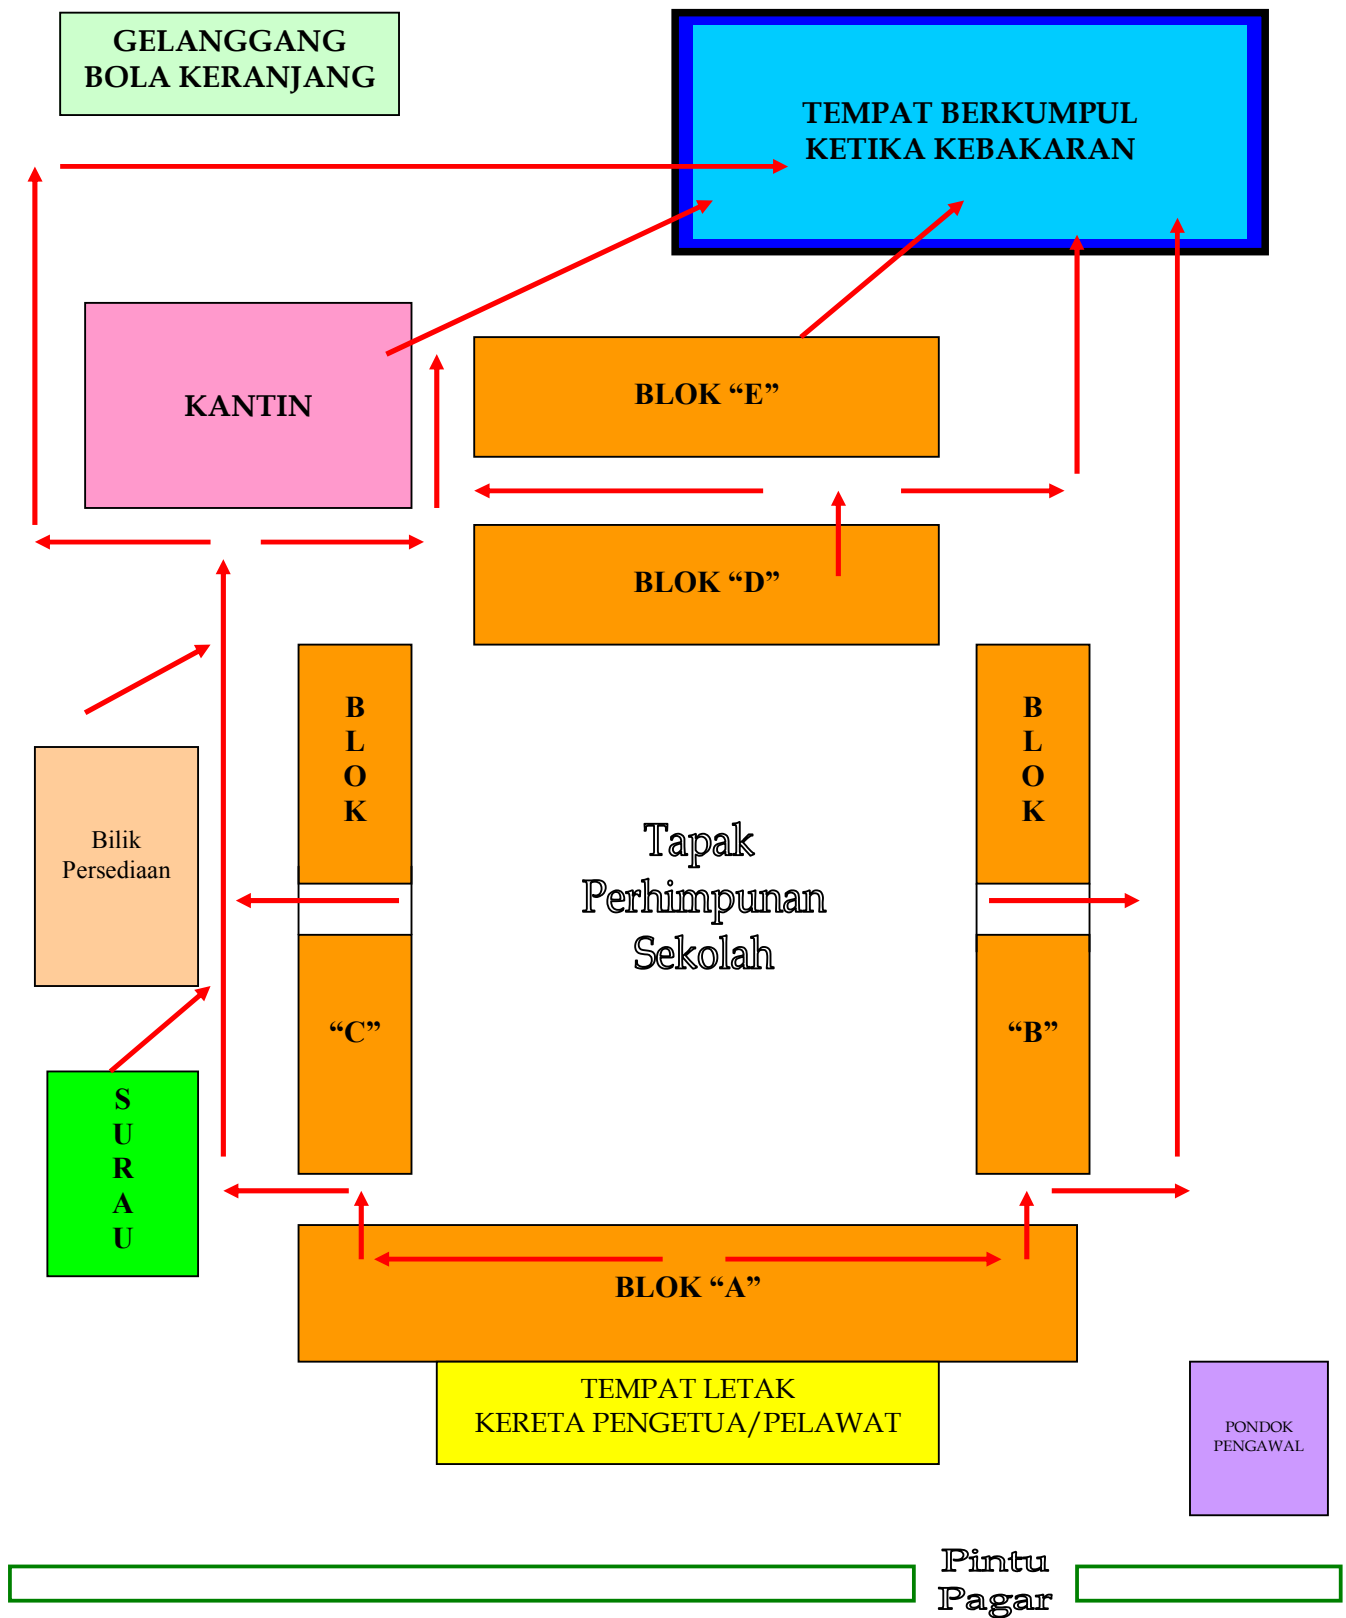 GELANGGANG
BOLA KERANJANG
TEMPAT BERKUMPUL
KETIKA KEBAKARAN
KANTIN
BLOK “E”
BLOK “D”
B
L
O
K
“C”
B
L
O
K
“B”
Bilik
Persediaan
Tapak
Perhimpunan
Sekolah
S
U
R
A
U
BLOK “A”
TEMPAT LETAK
KERETA PENGETUA/PELAWAT
PONDOK
PENGAWAL
Pintu
Pagar